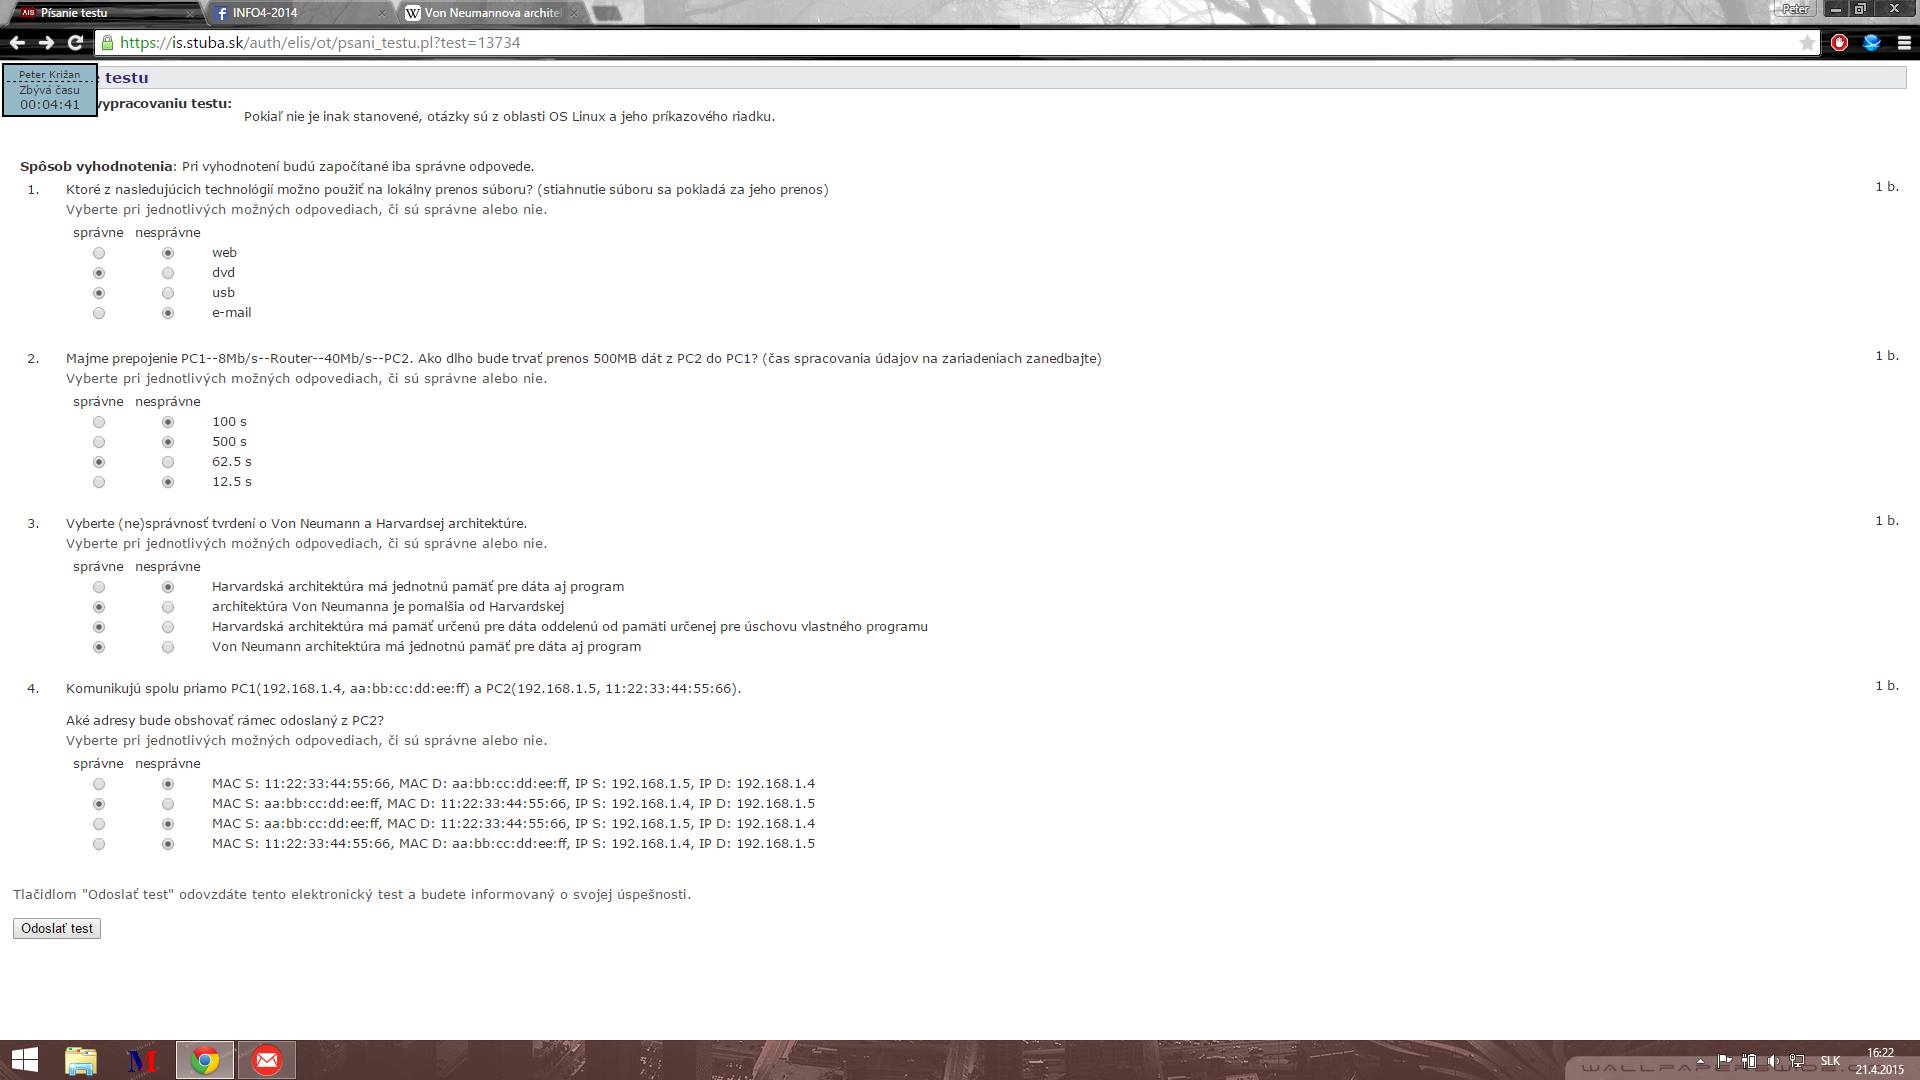 Písanie testu
INFO4-2014
Von Neumannova archite
Peter
https://is.stuba.sk/auth/elis/ot/psani_testu.pl?test=13734
Peter Križan
Zbývá času
00:04:41
testu
vypracovaniu testu:
Pokiaľ nie je inak stanovené, otázky sú z oblasti OS Linux a jeho príkazového riadku.
Spôsob vyhodnotenia: Pri vyhodnotení budú započítané iba správne odpovede.
1. Ktoré z nasledujúcich technológií možno použiť na lokálny prenos súboru? (stiahnutie súboru sa pokladá za jeho prenos) 1 b.
Vyberte pri jednotlivých možných odpovediach, či sú správne alebo nie.
správne nesprávne
web
dvd
usb
e-mail
2. Majme prepojenie PC1--8Mb/s--Router--40Mb/s--PC2. Ako dlho bude trvať prenos 500MB dát z PC2 do PC1? (čas spracovania údajov na zariadeniach zanedbajte) 1 b.
Vyberte pri jednotlivých možných odpovediach, či sú správne alebo nie.
správne nesprávne
100 s
500 s
62.5 s
12.5 s
3. Vyberte (ne)správnosť tvrdení o Von Neumann a Harvardsej architektúre. 1 b.
Vyberte pri jednotlivých možných odpovediach, či sú správne alebo nie.
správne nesprávne
Harvardská architektúra má jednotnú pamäť pre dáta aj program
architektúra Von Neumanna je pomalšia od Harvardskej
Harvardská architektúra má pamäť určenú pre dáta oddelenú od pamäti určenej pre úschovu vlastného programu
Von Neumann architektúra má jednotnú pamäť pre dáta aj program
4. Komunikujú spolu priamo PC1(192.168.1.4, aa:bb:cc:dd:ee:ff) a PC2(192.168.1.5, 11:22:33:44:55:66). 1 b.
Aké adresy bude obshovať rámec odoslaný z PC2?
Vyberte pri jednotlivých možných odpovediach, či sú správne alebo nie.
správne nesprávne
MAC S: 11:22:33:44:55:66, MAC D: aa:bb:cc:dd:ee:ff, IP S: 192.168.1.5, IP D: 192.168.1.4
MAC S: aa:bb:cc:dd:ee:ff, MAC D: 11:22:33:44:55:66, IP S: 192.168.1.4, IP D: 192.168.1.5
MAC S: aa:bb:cc:dd:ee:ff, MAC D: 11:22:33:44:55:66, IP S: 192.168.1.5, IP D: 192.168.1.4
MAC S: 11:22:33:44:55:66, MAC D: aa:bb:cc:dd:ee:ff, IP S: 192.168.1.4, IP D: 192.168.1.5
Tlačidlom "Odoslať test" odovzdáte tento elektronický test a budete informovaný o svojej úspešnosti.
Odoslať test
SLK
16:22
21.4.2015